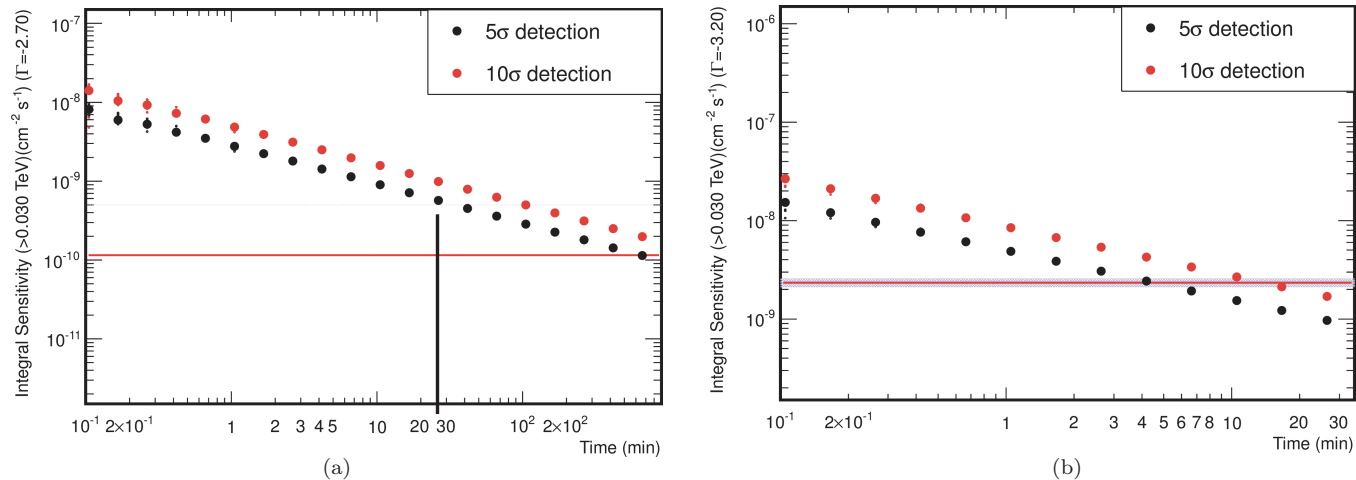 Integral Sensitivity (>0.030 TeV)(cm⁻² s⁻¹) (Γ=-2.70)
10⁻⁷
10⁻⁸
10⁻⁹
10⁻¹⁰
10⁻¹¹
5σ detection
10σ detection
10⁻¹ 2×10⁻¹ 1 2 3 4 5 10 20 30 10² 2×10²
Time (min)
(a)
Integral Sensitivity (>0.030 TeV)(cm⁻² s⁻¹) (Γ=-3.20)
10⁻⁶
10⁻⁷
10⁻⁸
10⁻⁹
5σ detection
10σ detection
10⁻¹ 2×10⁻¹ 1 2 3 4 5 6 7 8 10 20 30
Time (min)
(b)